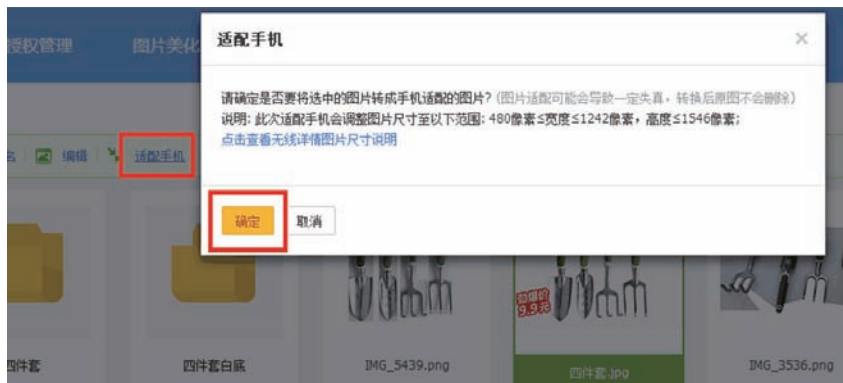 授权管理 图片美化
适配手机
×
请确定是否要将选中的图片转成手机适配的图片?(图片适配可能会导致一定失真,转换后原图不会删除)
说明: 此次适配手机会调整图片尺寸至以下范围: 480像素≤宽度≤1242像素,高度≤1546像素;
点击查看无线详情图片尺寸说明
名 编辑 适配手机
确定 取消
9.9元
四件套 四件套白底 IMG_5439.png 四件套.jpg IMG_3536.png